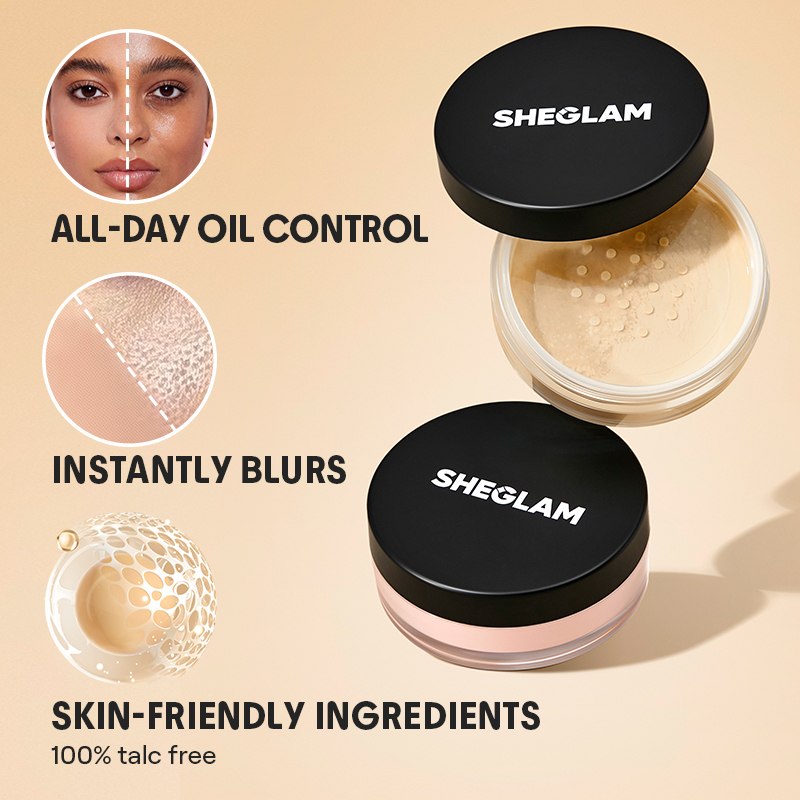 SHEGLAM
ALL-DAY OIL CONTROL
INSTANTLY BLURS
SHEGLAM
SKIN-FRIENDLY INGREDIENTS
100% talc free